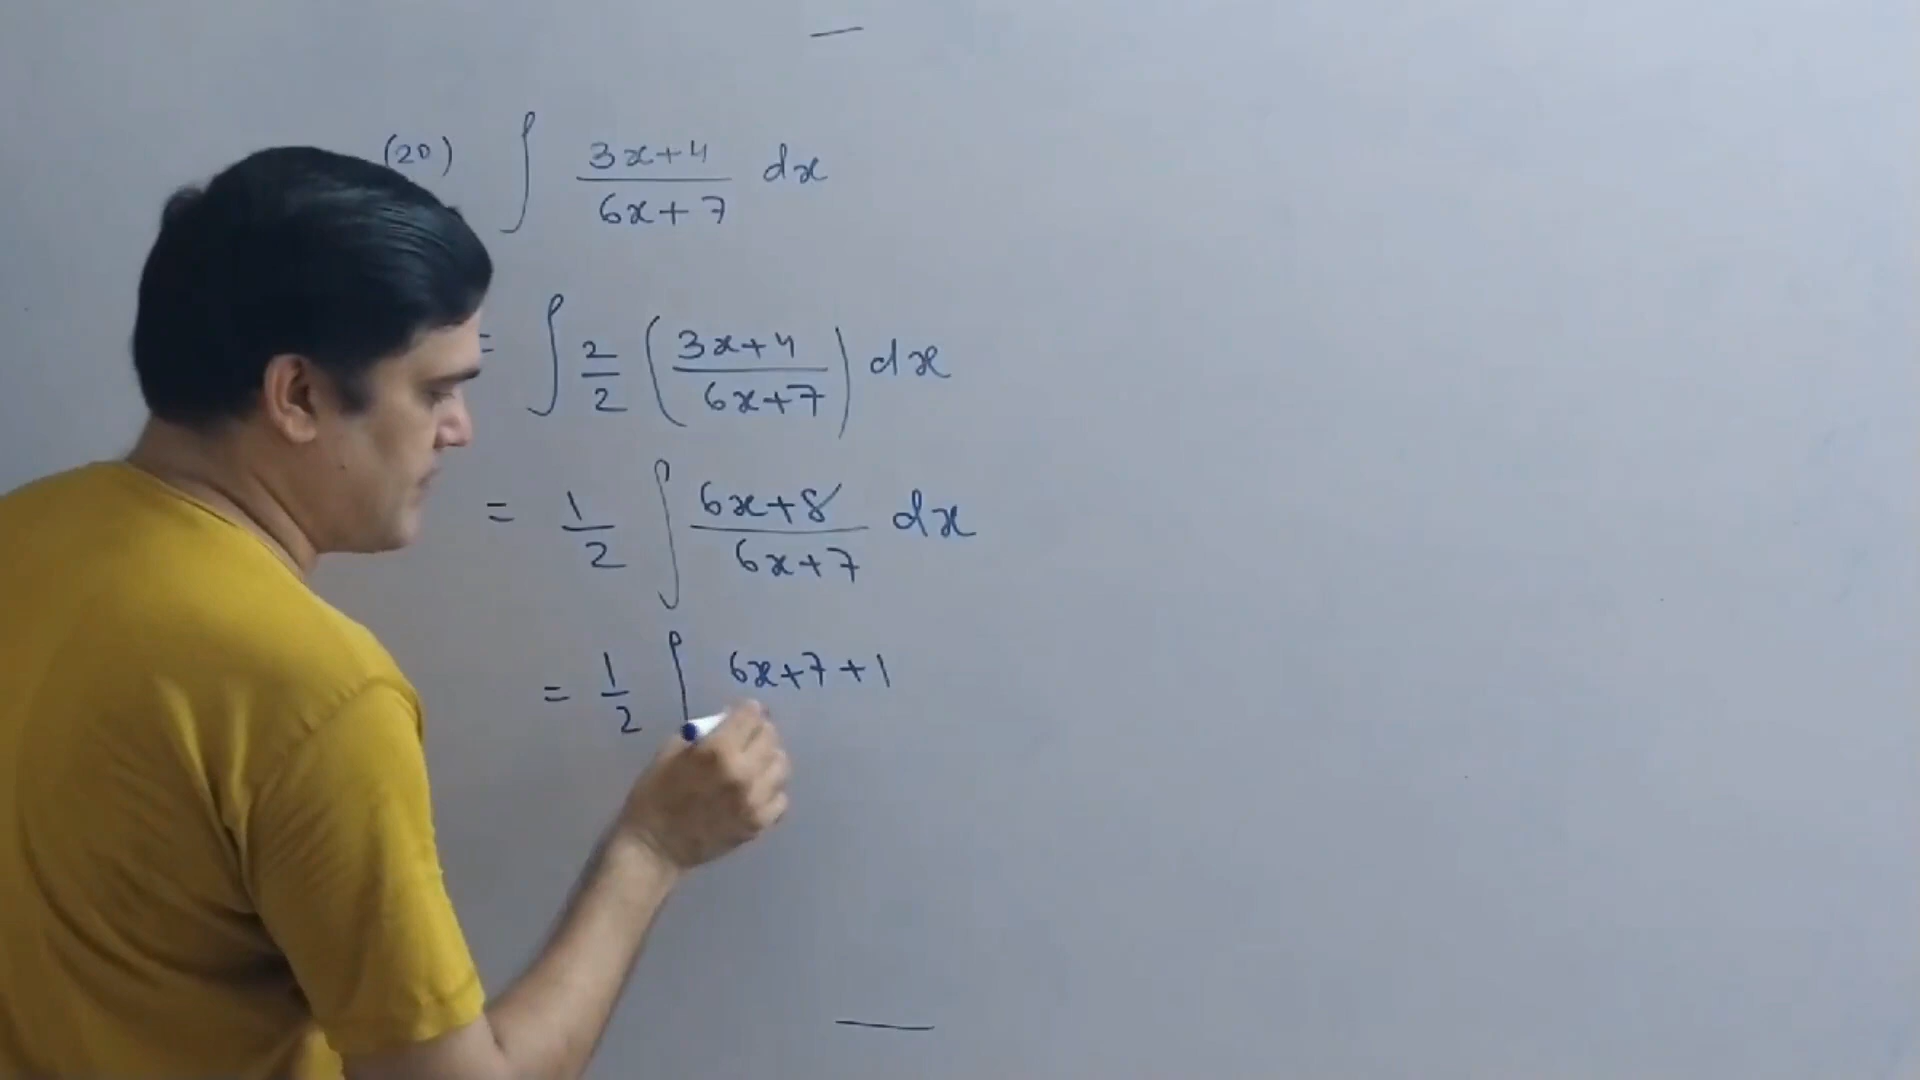 (20) ∫ (3x+4)/(6x+7) dx
= ∫ 2/2 ((3x+4)/(6x+7)) dx
= 1/2 ∫ (6x+8)/(6x+7) dx
= 1/2 ∫ 6x+7+1